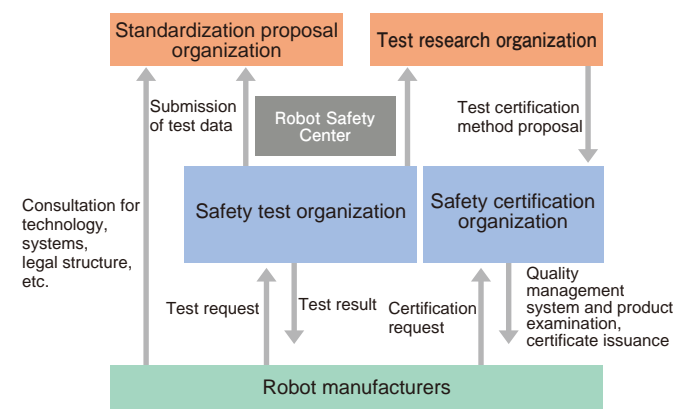 Standardization proposal
organization
Test research organization
Submission
of test data
Robot Safety
Center
Test certification
method proposal
Consultation for
technology,
systems,
legal structure,
etc.
Safety test organization
Safety certification
organization
Test request
Test result
Certification
request
Quality
management
system and product
examination,
certificate issuance
Robot manufacturers